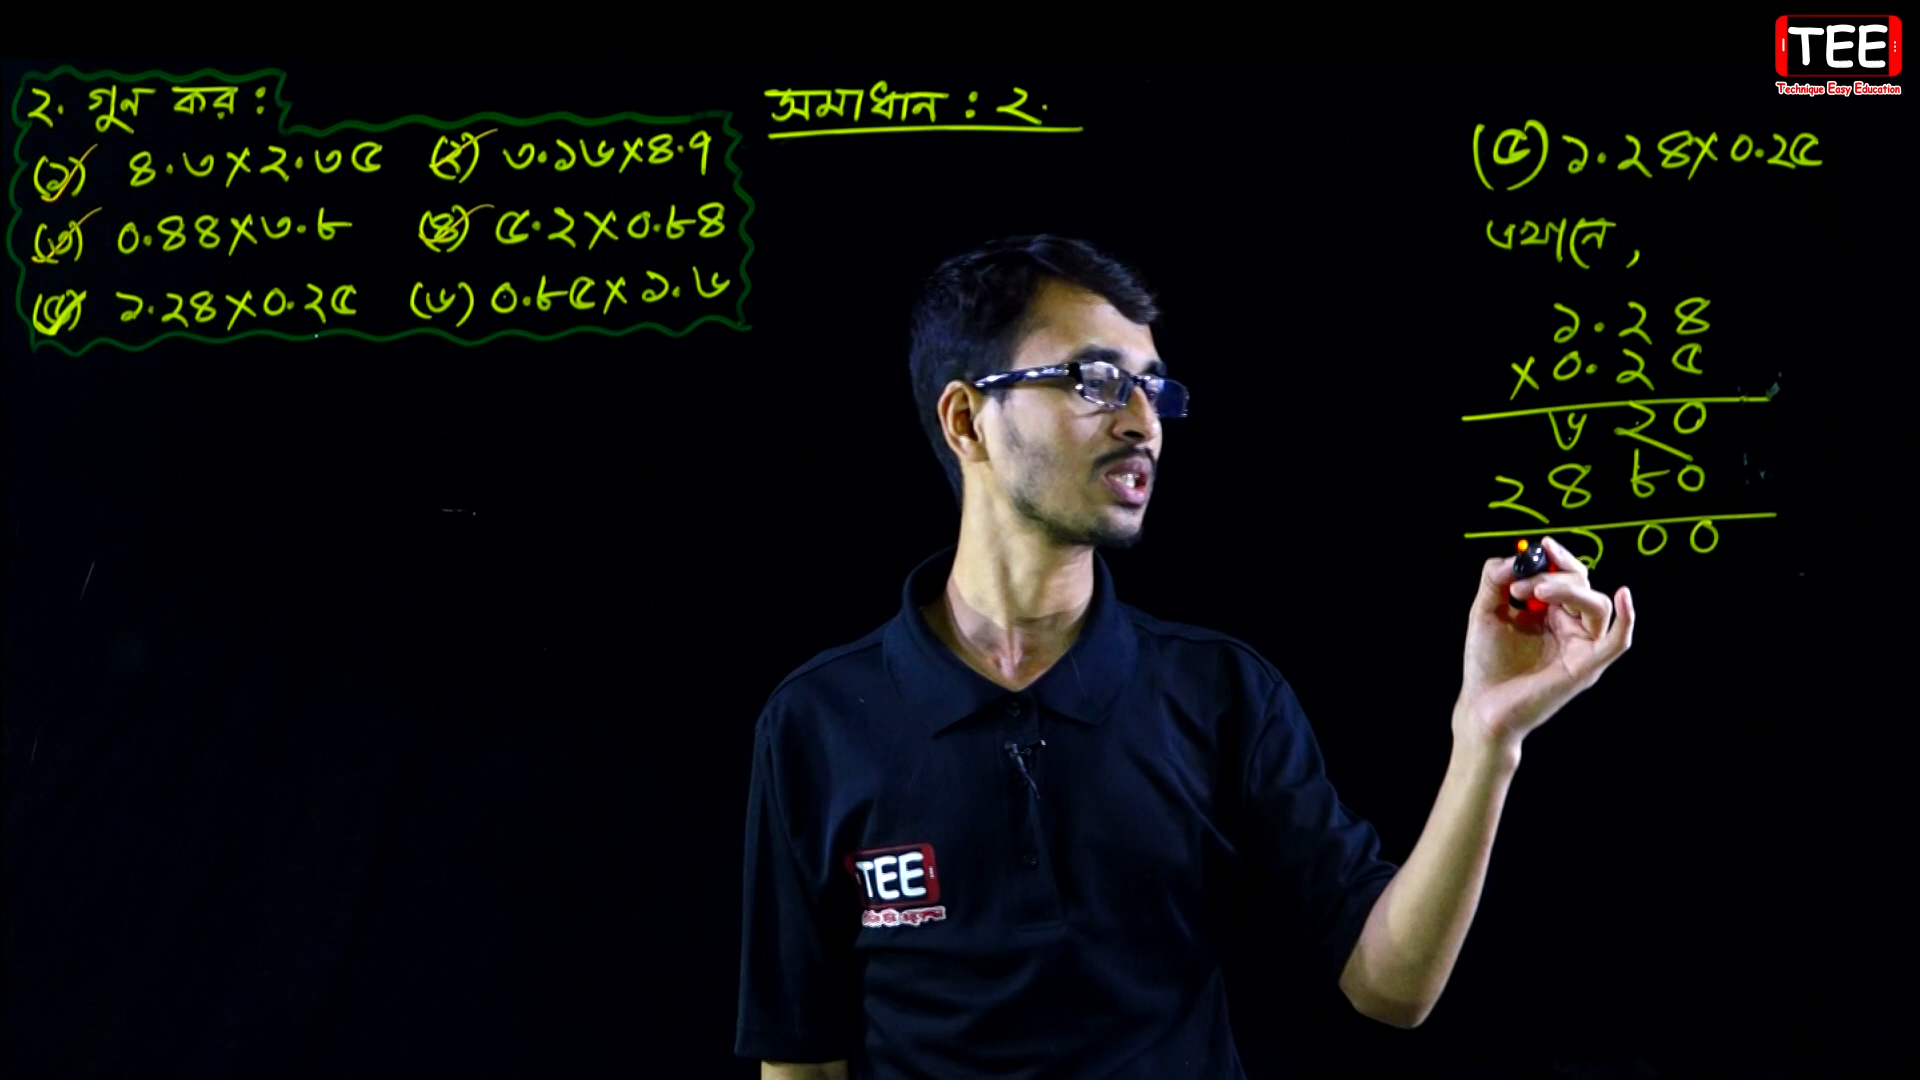 TEE
Technique Easy Education
২. গুন কর :
(১) ৪.৩×২.৩৫ (২) ৩.১৬×৪.৭
(৩) ০.৪৪×৩.৮ (৪) ৫.২×০.৮৪
(৫) ১.২৪×০.২৫ (৬) ০.৮৫×১.৬
সমাধান : ২.
(৫) ১.২৪×০.২৫
এখানে,
১.২৪
×০.২৫
৬২০
২৪৮০
১০০
TEE